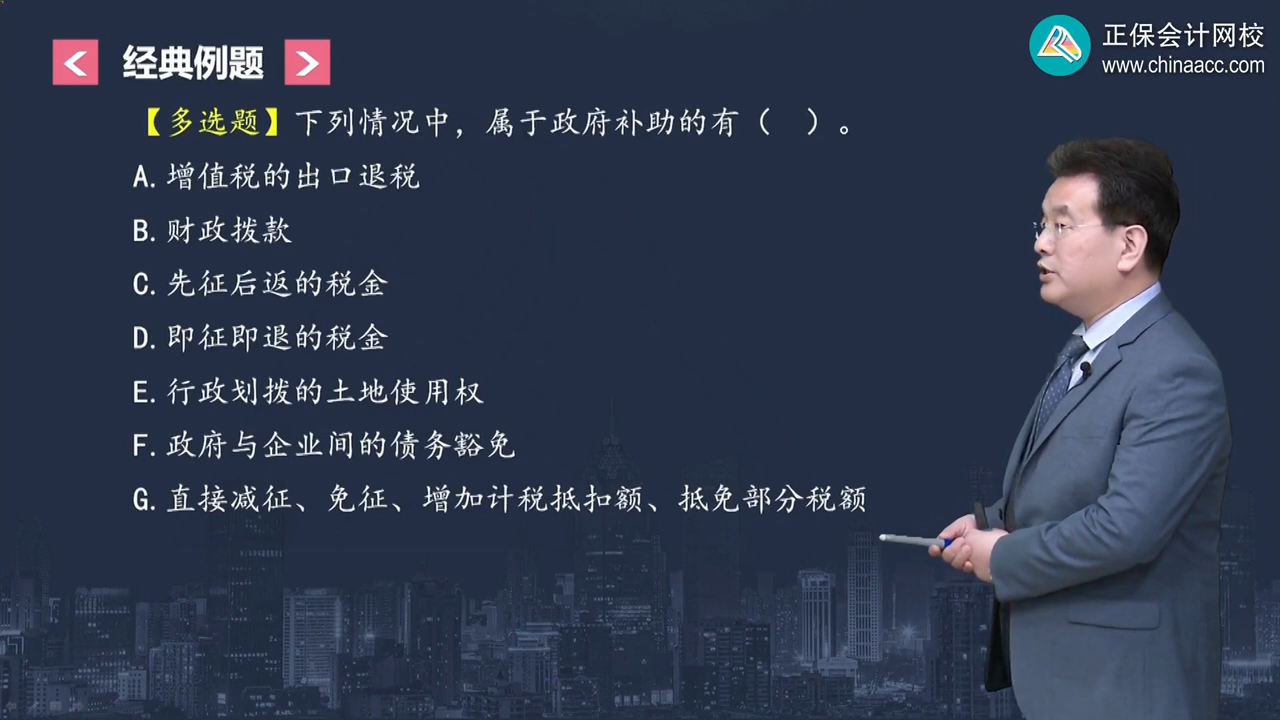 正保会计网校
www.chinaacc.com
经典例题
【多选题】下列情况中，属于政府补助的有（ ）。
A. 增值税的出口退税
B. 财政拨款
C. 先征后返的税金
D. 即征即退的税金
E. 行政划拨的土地使用权
F. 政府与企业间的债务豁免
G. 直接减征、免征、增加计税抵扣额、抵免部分税额